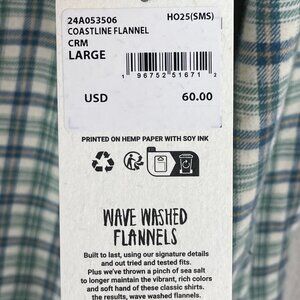 24A053506 HO25(SMS)
COASTLINE FLANNEL
CRM
LARGE
1 96752 51671 2
USD 60.00
PRINTED ON HEMP PAPER WITH SOY INK
WAVE WASHED
FLANNELS
Built to last, using our signature details
and out tried and tested fits.
Plus we've thrown a pinch of sea salt
to longer maintain the vibrant, rich colors
and soft hand of these classic shirts.
the results, wave washed flannels.